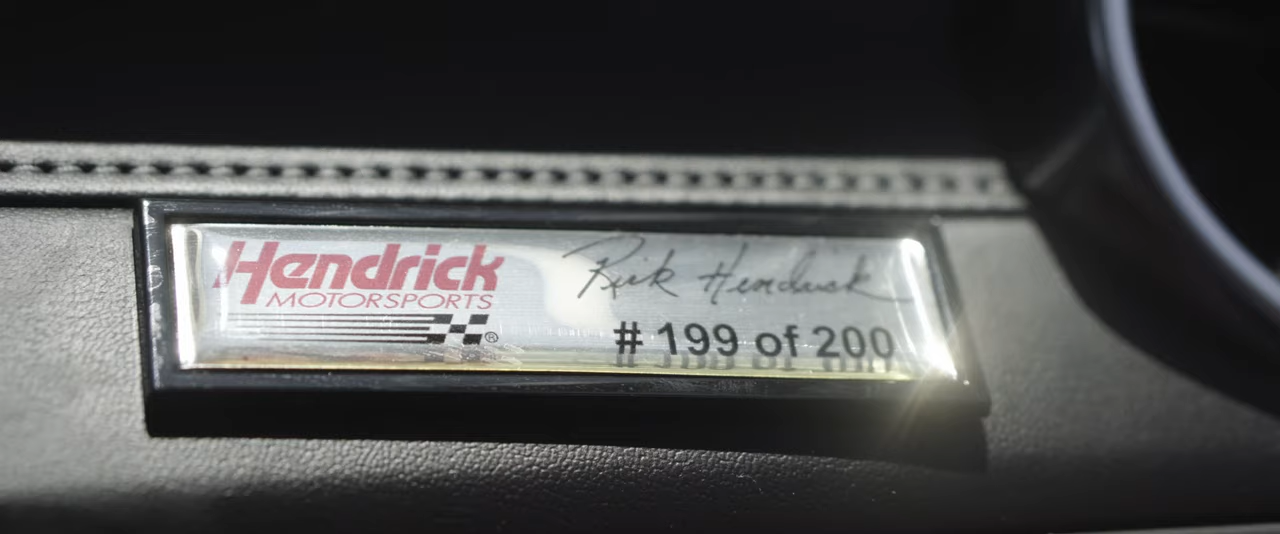 Hendrick
MOTORSPORTS
®
Rick Hendrick
# 199 of 200